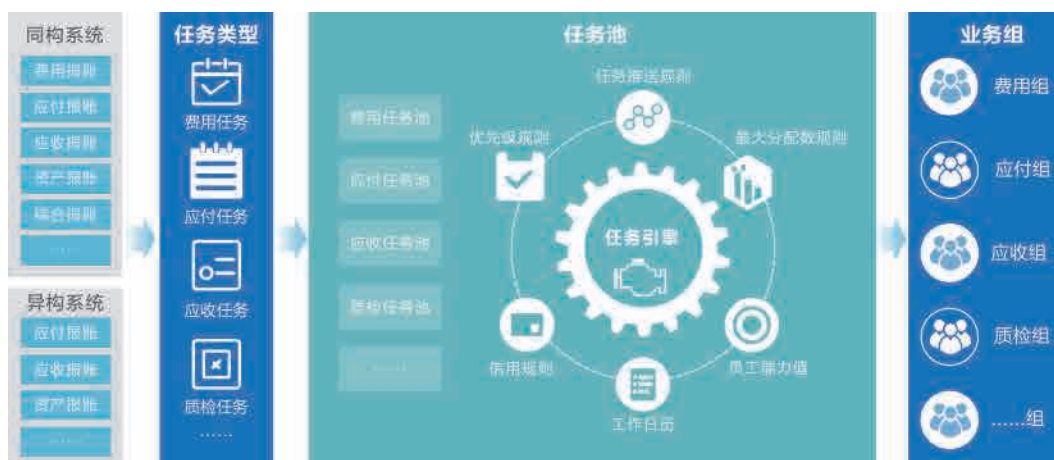 同构系统
费用报账
应付报账
应收报账
资产报账
综合报账
……
异构系统
应付报账
应收报账
资产报账
……
任务类型
费用任务
应付任务
应收任务
质检任务
……
任务池
费用任务池
应付任务池
应收任务池
质检任务池
……
任务推送规则
优先级规则
最大分配数规则
任务引擎
信用规则
员工能力值
工作日历
业务组
费用组
应付组
应收组
质检组
……组